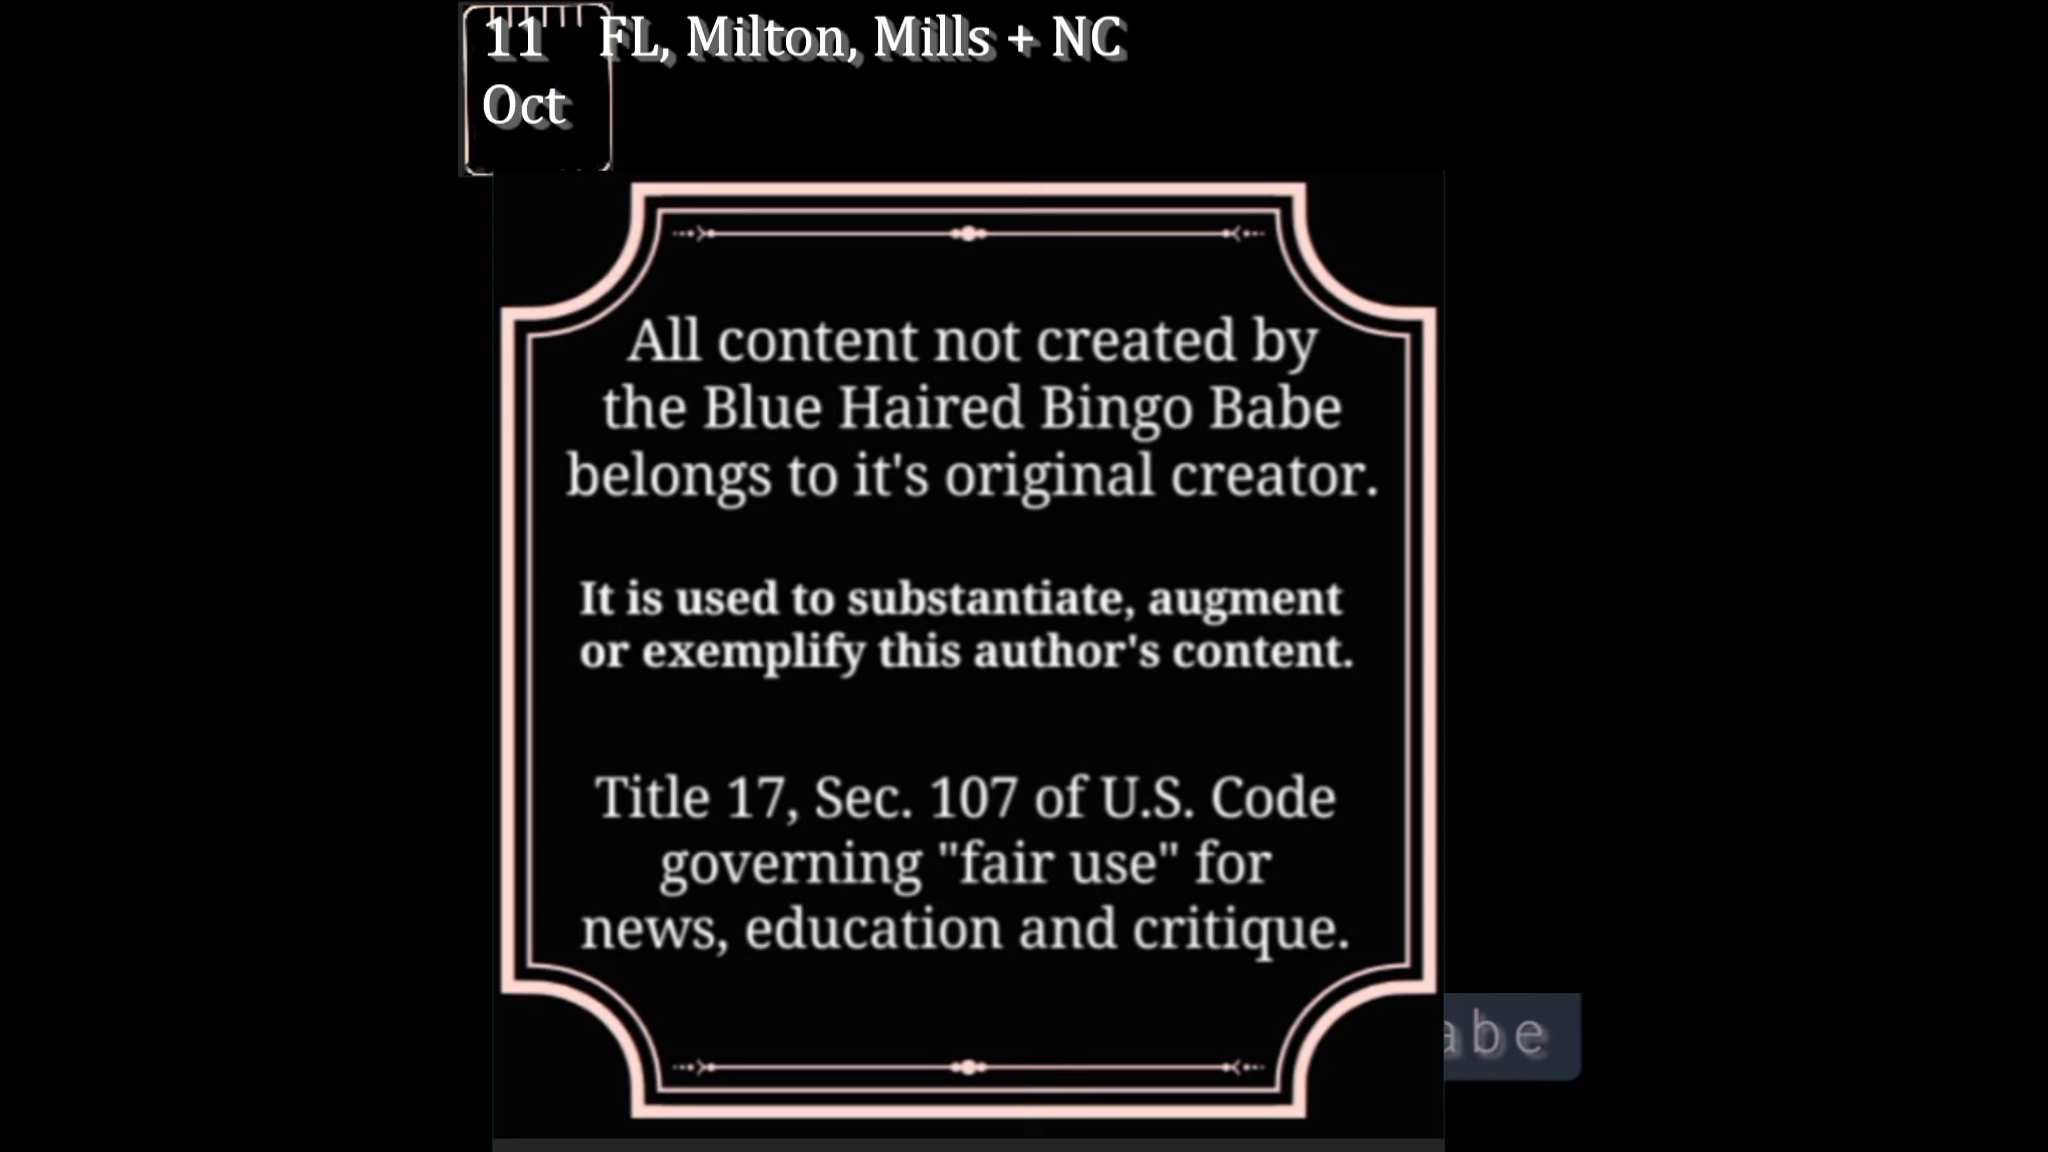 11 FL, Milton, Mills + NC
Oct
All content not created by
the Blue Haired Bingo Babe
belongs to it's original creator.
It is used to substantiate, augment
or exemplify this author's content.
Title 17, Sec. 107 of U.S. Code
governing "fair use" for
news, education and critique.
abe